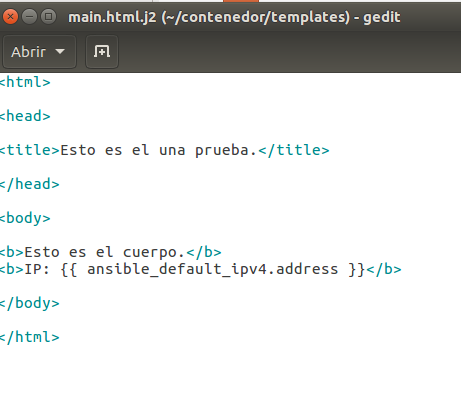 main.html.j2 (~/contenedor/templates) - gedit
Abrir
<html>
<head>
<title>Esto es el una prueba.</title>
</head>
<body>
<b>Esto es el cuerpo.</b>
<b>IP: {{ ansible_default_ipv4.address }}</b>
</body>
</html>